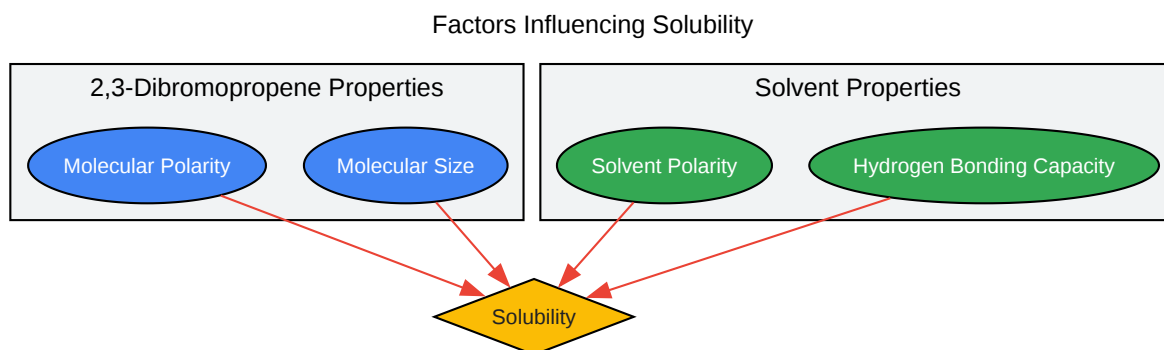 Factors Influencing Solubility
2,3-Dibromopropene Properties
Solvent Properties
Molecular Polarity
Molecular Size
Solvent Polarity
Hydrogen Bonding Capacity
Solubility